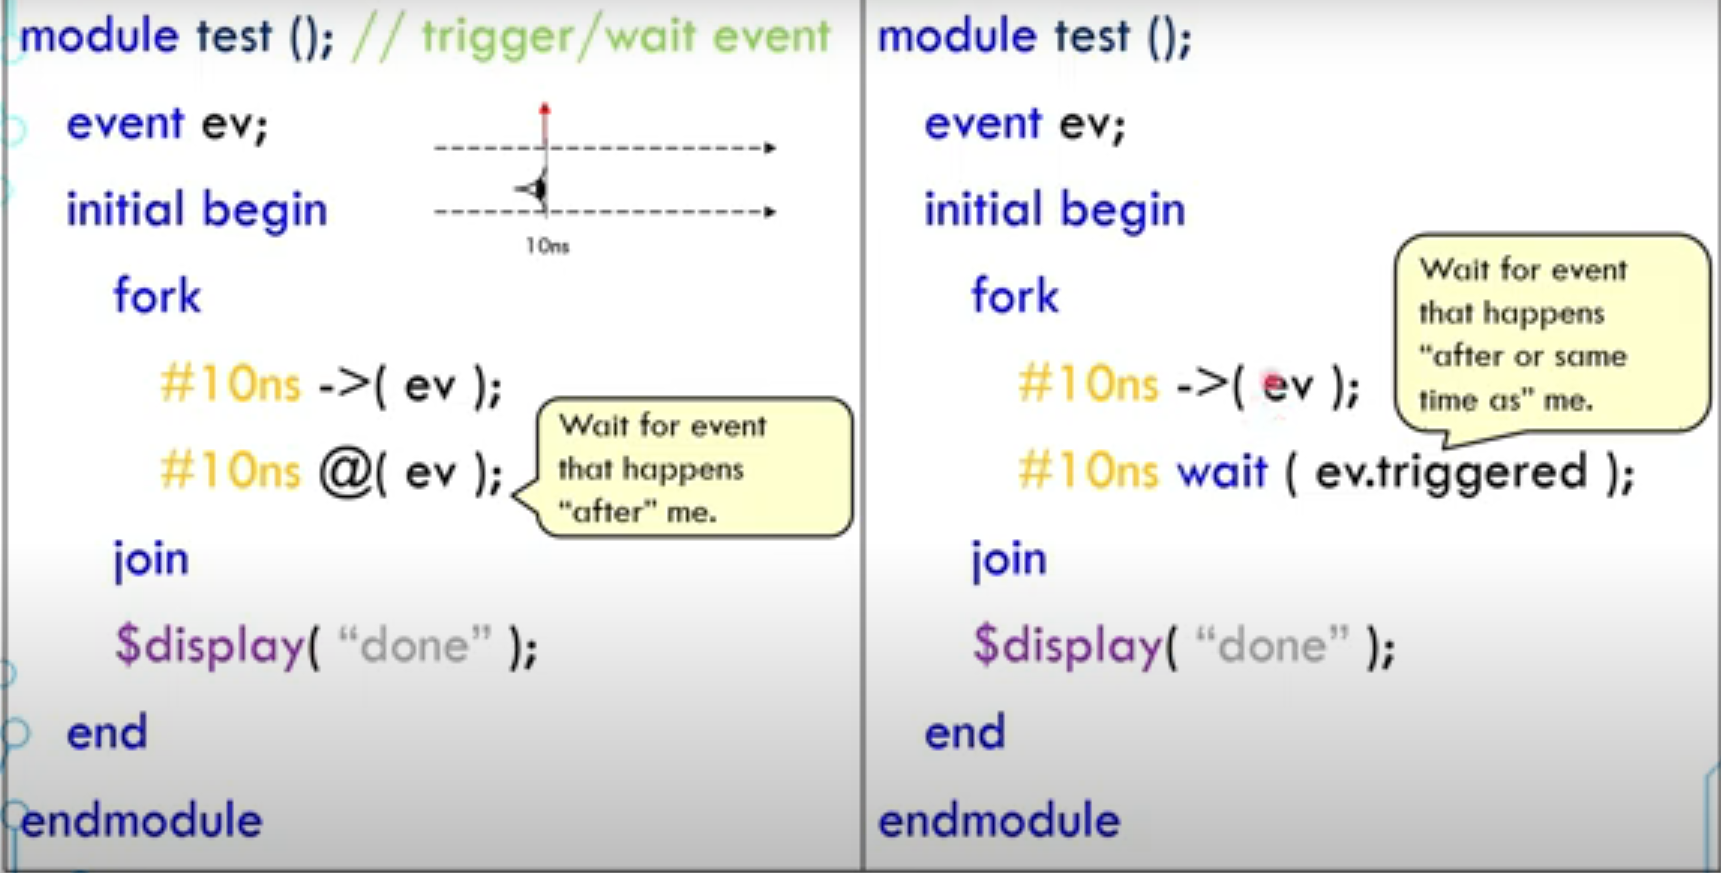 module test (); // trigger/wait event
event ev;
10ns
initial begin
fork
#10ns ->( ev );
#10ns @( ev );
Wait for event
that happens
“after” me.
join
$display( “done” );
end
endmodule
module test ();
event ev;
initial begin
fork
Wait for event
that happens
“after or same
time as” me.
#10ns ->( ev );
#10ns wait ( ev.triggered );
join
$display( “done” );
end
endmodule